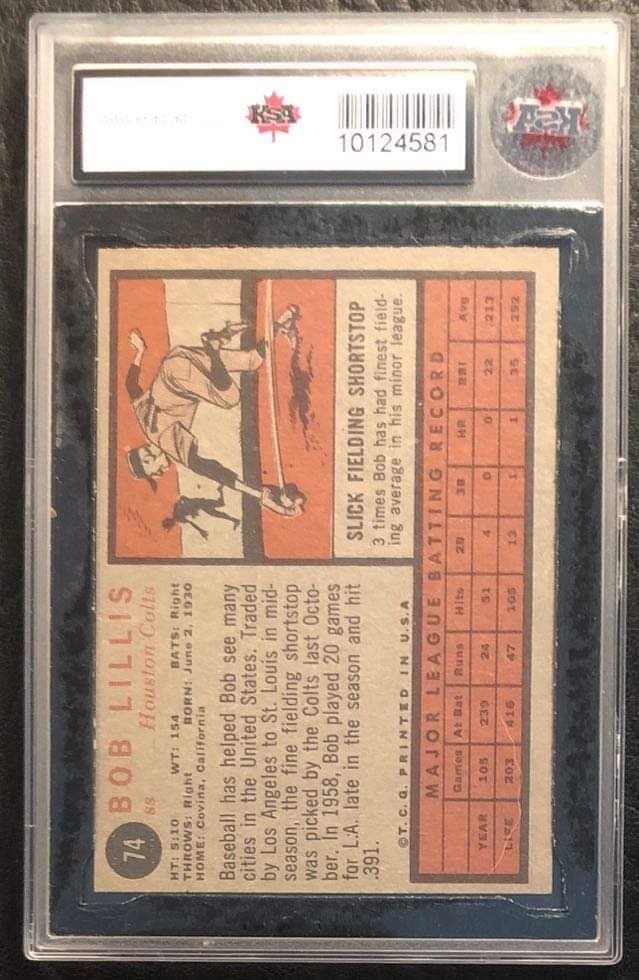 KSA
10124581
KSA
74
BOB LILLIS
ss Houston Colts
HT: 5:10 WT: 154 BATS: Right
THROWS: Right BORN: June 2, 1930
HOME: Covina, California
Baseball has helped Bob see many
cities in the United States. Traded
by Los Angeles to St. Louis in mid-
season, the fine fielding shortstop
was picked by the Colts last Octo-
ber. In 1958, Bob played 20 games
for L.A. late in the season and hit
.391.
SLICK FIELDING SHORTSTOP
3 times Bob has had finest field-
ing average in his minor league.
©T.C.G. PRINTED IN U.S.A
MAJOR LEAGUE BATTING RECORD
Games At Bat Runs Hits 2B 3B HR RBI Avg
YEAR 105 239 24 51 4 0 0 22 .213
LIFE 203 416 47 105 13 1 1 35 .252